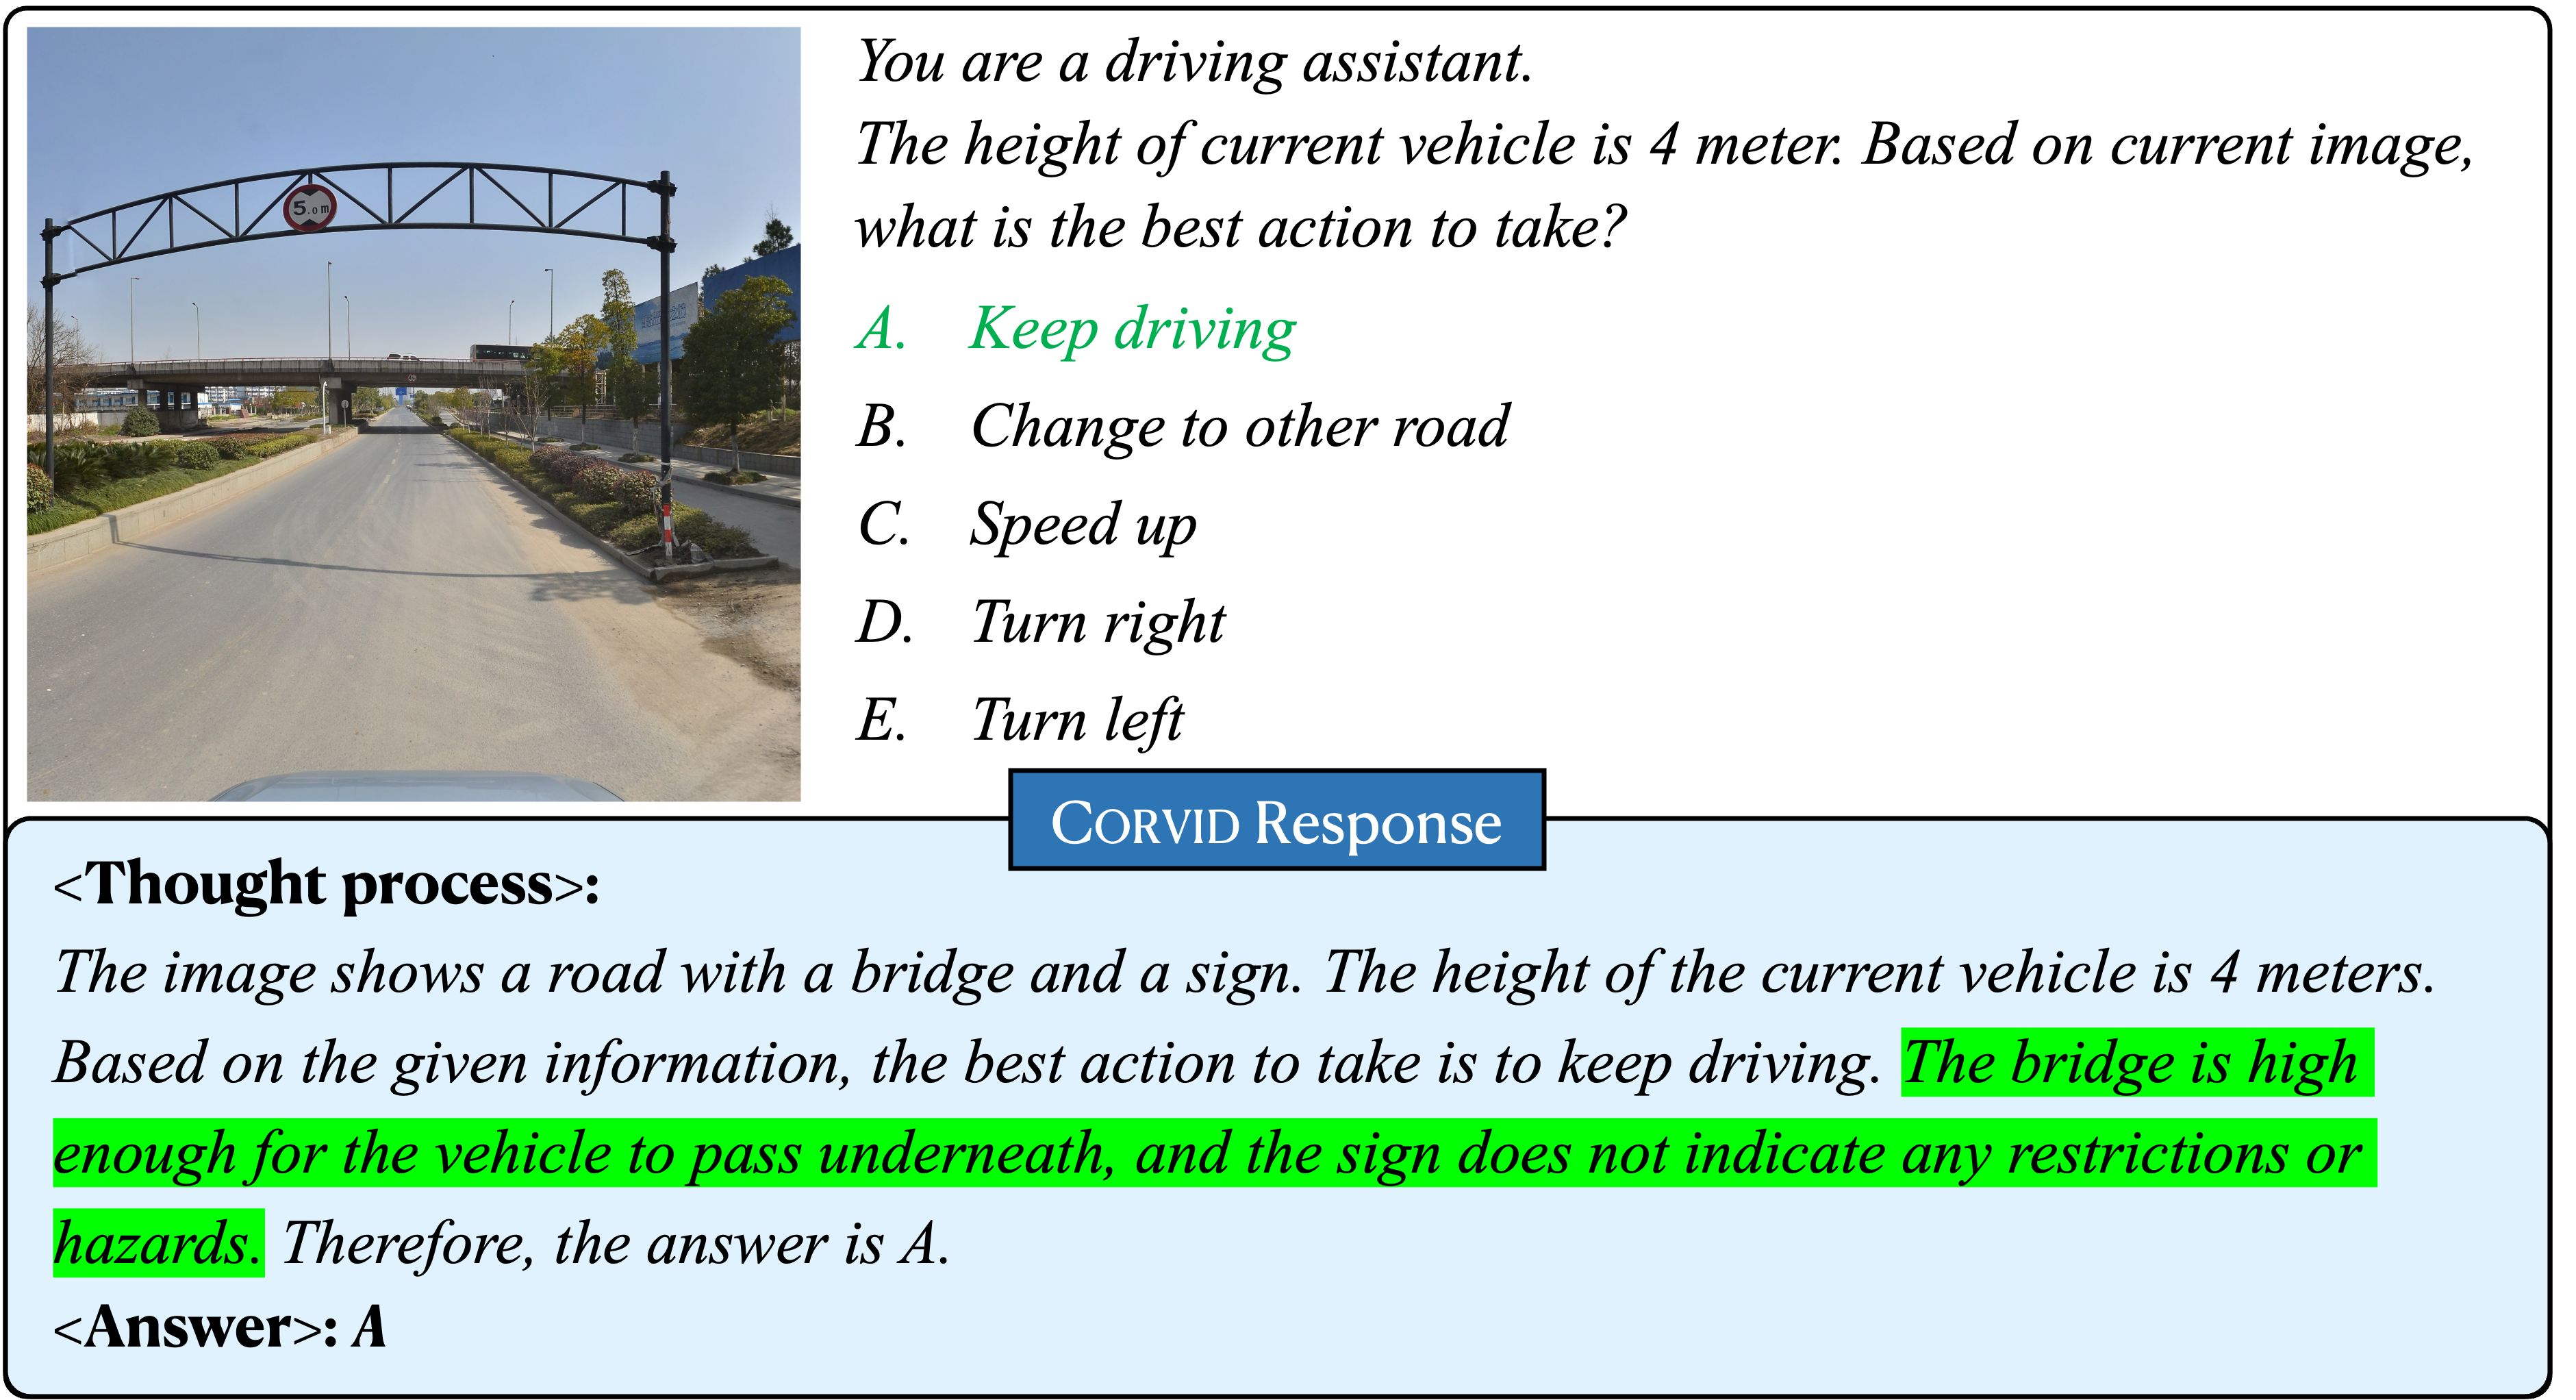 5.0m
You are a driving assistant.
The height of current vehicle is 4 meter. Based on current image,
what is the best action to take?
A. Keep driving
B. Change to other road
C. Speed up
D. Turn right
E. Turn left
CORVID Response
<Thought process>:
The image shows a road with a bridge and a sign. The height of the current vehicle is 4 meters.
Based on the given information, the best action to take is to keep driving. The bridge is high
enough for the vehicle to pass underneath, and the sign does not indicate any restrictions or
hazards. Therefore, the answer is A.
<Answer>: A